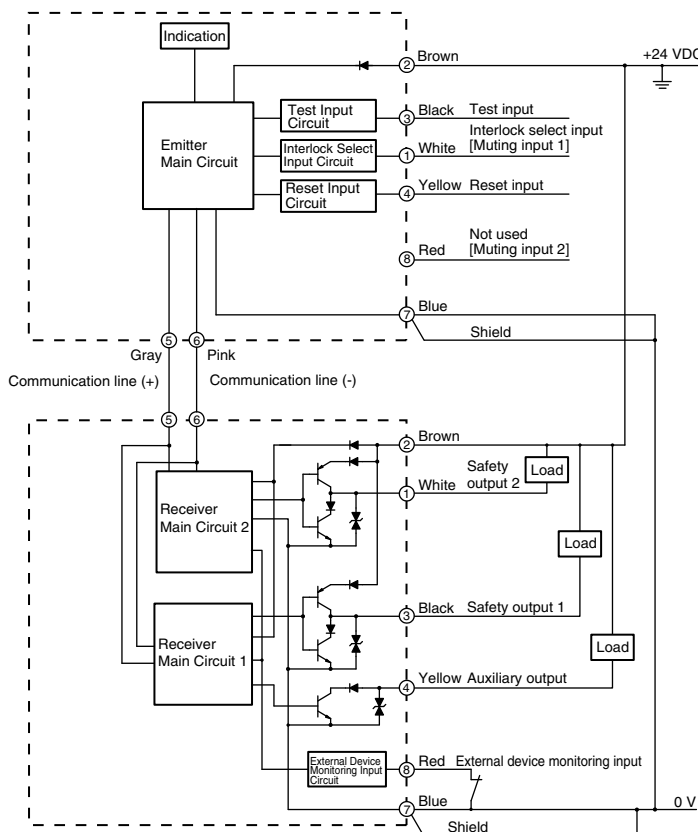 Indication
② Brown
+24 VDC
Emitter
Main Circuit
Test Input
Circuit
③ Black Test input
Interlock Select
Input Circuit
① White Interlock select input
[Muting input 1]
Reset Input
Circuit
④ Yellow Reset input
⑧ Red Not used
[Muting input 2]
⑦ Blue
Shield
⑤ ⑥
Gray Pink
Communication line (+) Communication line (-)
⑤ ⑥
② Brown
Receiver
Main Circuit 2
① White Safety
output 2
Load
Load
Receiver
Main Circuit 1
③ Black Safety output 1
Load
④ Yellow Auxiliary output
External Device
Monitoring Input
Circuit
⑧ Red External device monitoring input
⑦ Blue
0 V
Shield